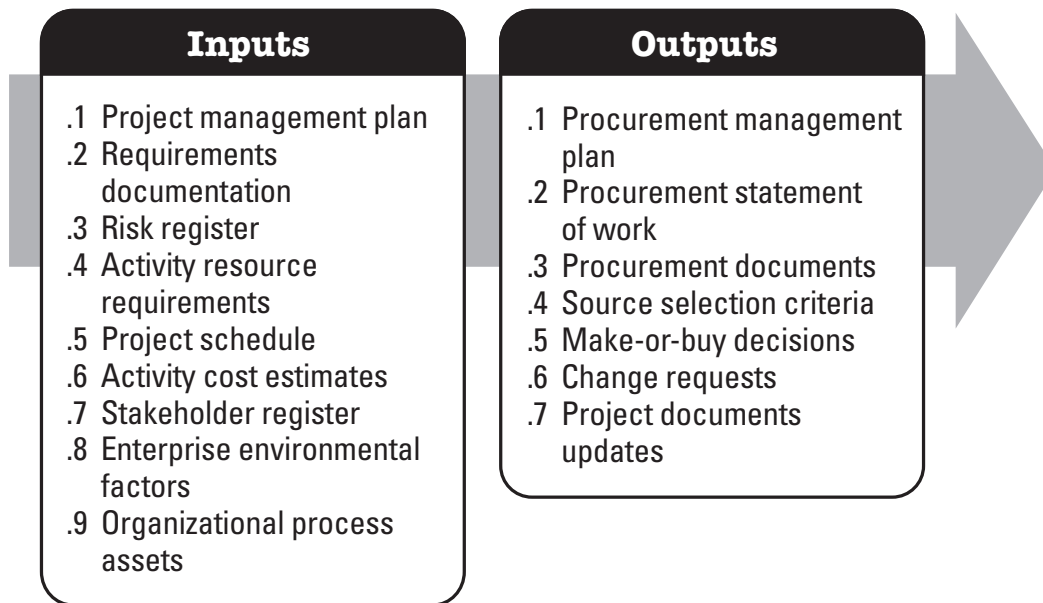 Inputs
.1 Project management plan
.2 Requirements
documentation
.3 Risk register
.4 Activity resource
requirements
.5 Project schedule
.6 Activity cost estimates
.7 Stakeholder register
.8 Enterprise environmental
factors
.9 Organizational process
assets
Outputs
.1 Procurement management
plan
.2 Procurement statement
of work
.3 Procurement documents
.4 Source selection criteria
.5 Make-or-buy decisions
.6 Change requests
.7 Project documents
updates